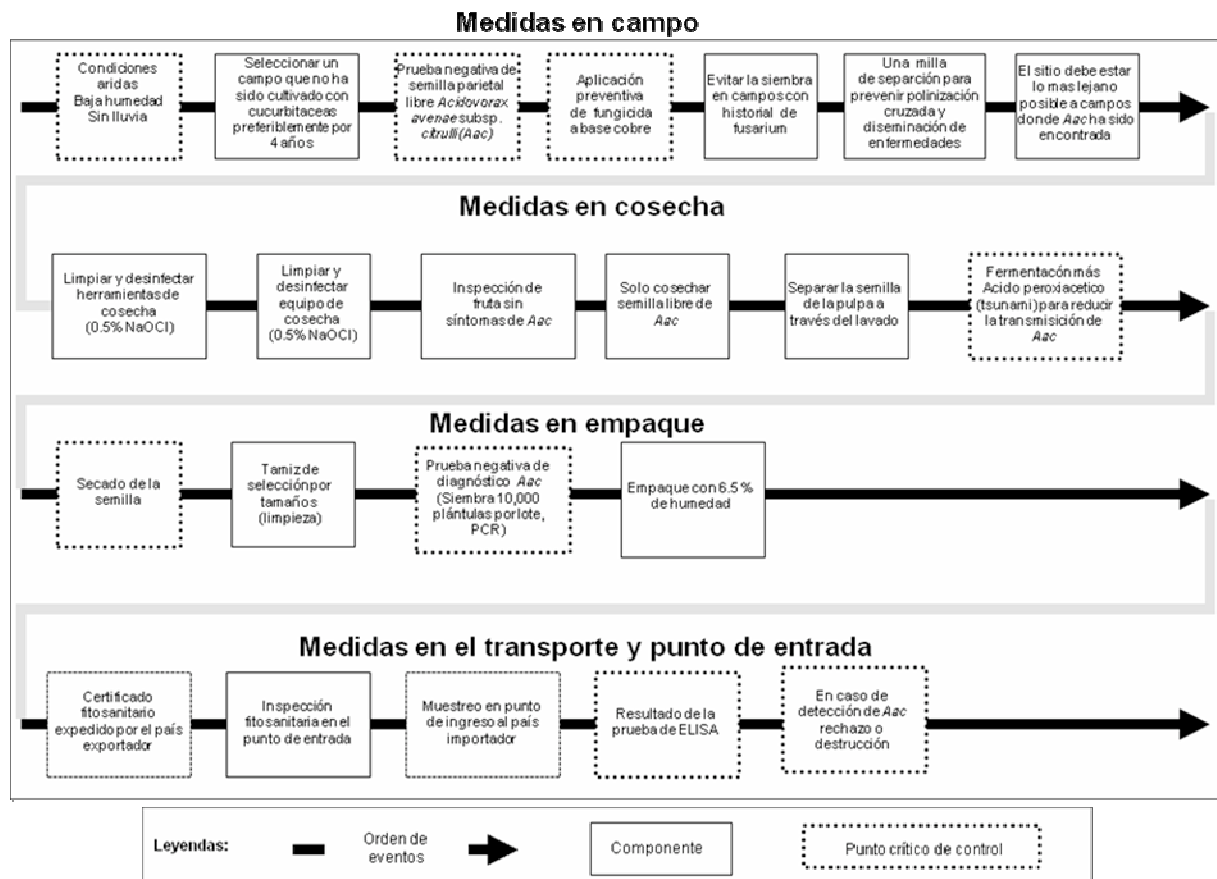 Medidas en campo
Condiciones
aridas
Baja humedad
Sin lluvia
Seleccionar un
campo que no ha
sido cultivado con
cucurbitaceas
preferiblemente por
4 años
Prueba negativa de
semilla parietal
libre Acidovorax
avenae subsp.
citrulli (Aac)
Aplicación
preventiva
de fungicida
a base cobre
Evitar la siembra
en campos con
historial de
fusarium
Una milla
de separción para
prevenir polinización
cruzada y
diseminación de
enfermedades
El sitio debe estar
lo mas lejano
posible a campos
donde Aac ha sido
encontrada
Medidas en cosecha
Limpiar y desinfectar
herramientas de
cosecha
(0.5% NaOCl)
Limpiar y
desinfectar
equipo de
cosecha
(0.5% NaOCl)
Inspección de
fruta sin
síntomas de Aac
Solo cosechar
semilla libre de
Aac
Separar la semilla
de la pulpa a
través del lavado
Fermentacón más
Acido peroxiacetico
(tsunami) para reducir
la transmisición de
Aac
Medidas en empaque
Secado de la
semilla
Tamiz de
selección por
tamaños
(limpieza)
Prueba negativa de
diagnóstico Aac
(Siembra 10,000
plántulas por lote,
PCR)
Empaque con 6.5 %
de humedad
Medidas en el transporte y punto de entrada
Certificado
fitosanitario
expedido por el país
exportador
Inspección
fitosanitaria en el
punto de entrada
Muestreo en punto
de ingreso al país
importador
Resultado de la
prueba de ELISA
En caso de
detección de Aac
rechazo o
destrucción
Leyendas:
Orden de
eventos
Componente
Punto crítico de control